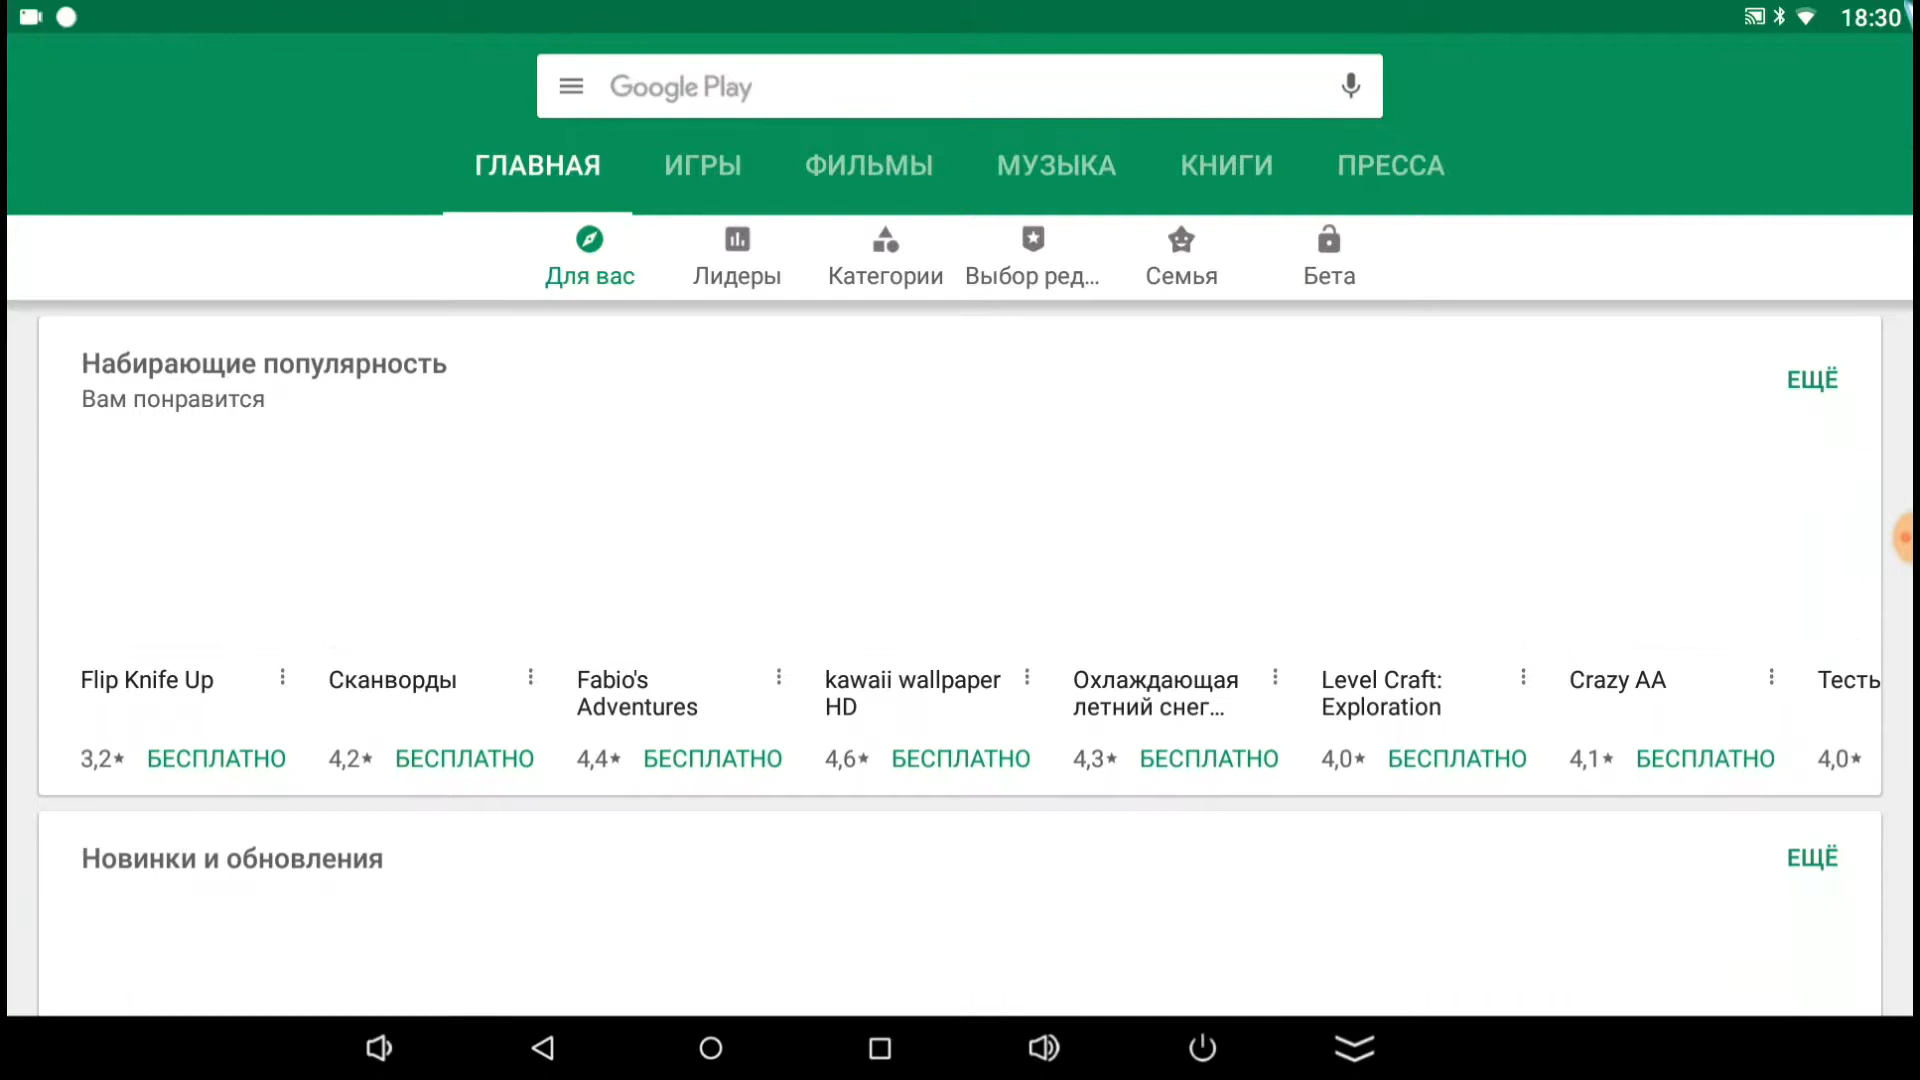 18:30
Google Play
ГЛАВНАЯ ИГРЫ ФИЛЬМЫ МУЗЫКА КНИГИ ПРЕССА
Для вас Лидеры Категории Выбор ред... Семья Бета
Набирающие популярность
Вам понравится
ЕЩЁ
Flip Knife Up
3,2★ БЕСПЛАТНО
Сканворды
4,2★ БЕСПЛАТНО
Fabio's
Adventures
4,4★ БЕСПЛАТНО
kawaii wallpaper
HD
4,6★ БЕСПЛАТНО
Охлаждающая
летний снег...
4,3★ БЕСПЛАТНО
Level Craft:
Exploration
4,0★ БЕСПЛАТНО
Crazy AA
4,1★ БЕСПЛАТНО
Тесть
4,0★
Новинки и обновления
ЕЩЁ